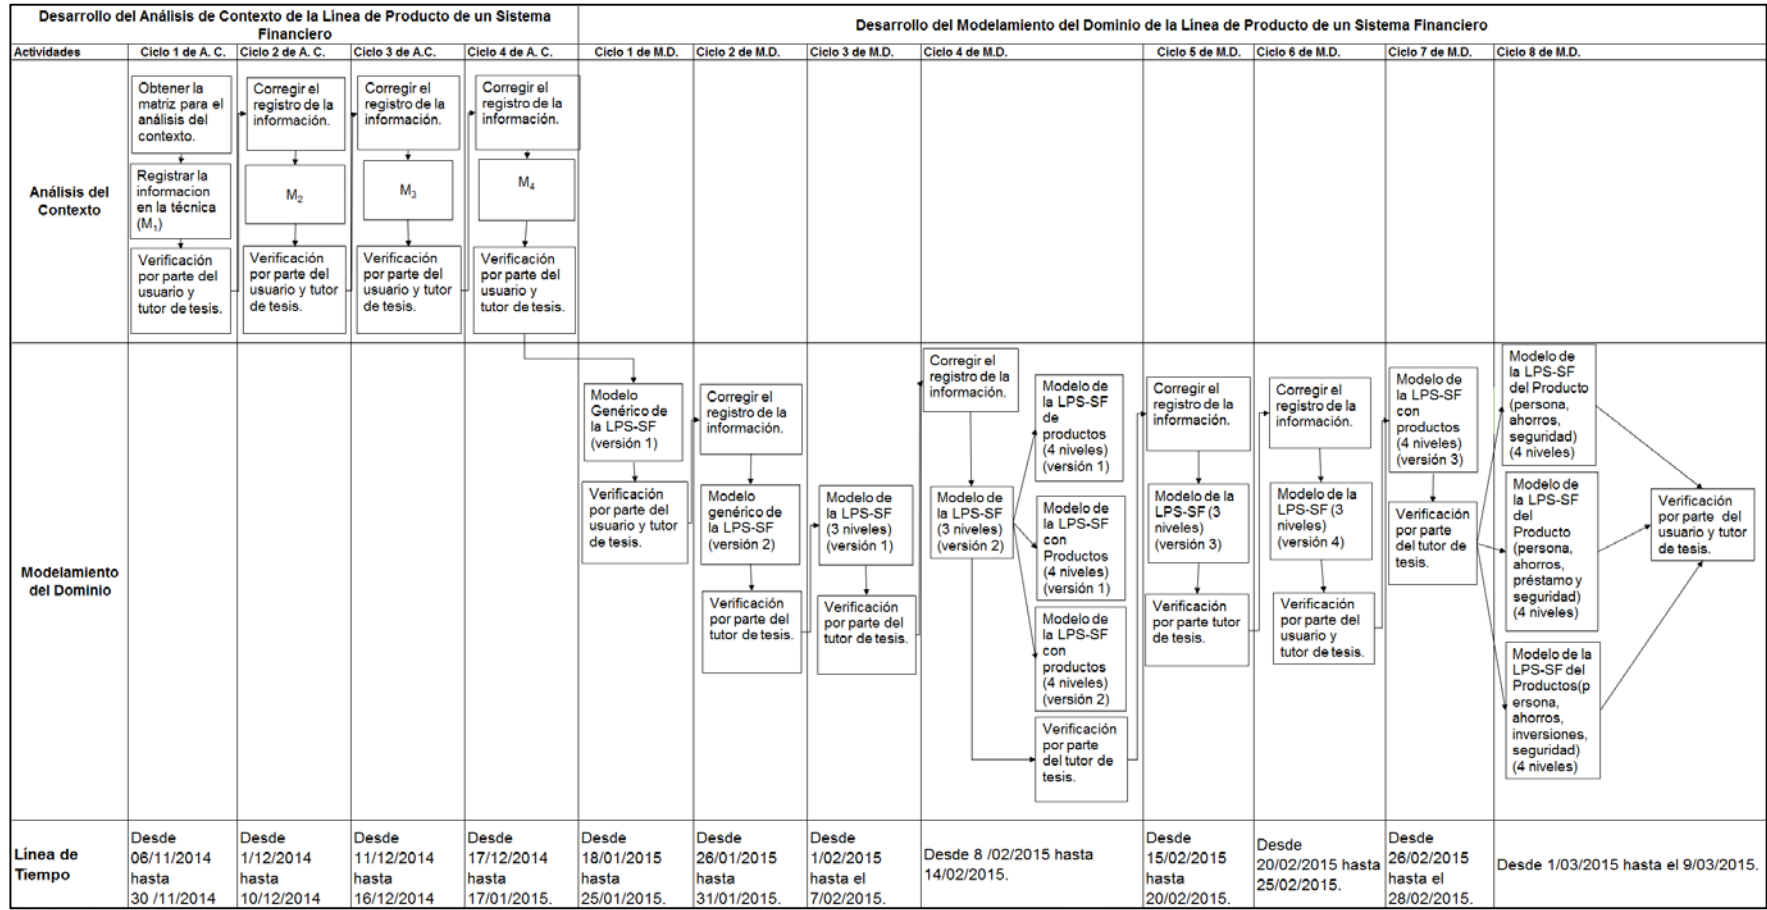 Desarrollo del Análisis de Contexto de la Línea de Producto de un Sistema
Financiero
Desarrollo del Modelamiento del Dominio de la Línea de Producto de un Sistema Financiero
Actividades
Ciclo 1 de A. C.
Ciclo 2 de A. C.
Ciclo 3 de A.C.
Ciclo 4 de A. C.
Ciclo 1 de M.D.
Ciclo 2 de M.D.
Ciclo 3 de M.D.
Ciclo 4 de M.D.
Ciclo 5 de M.D.
Ciclo 6 de M.D.
Ciclo 7 de M.D.
Ciclo 8 de M.D.
Análisis del
Contexto
Obtener la
matriz para el
análisis del
contexto.
Registrar la
informacion
en la técnica
(M₁)
Verificación
por parte del
usuario y
tutor de tesis.
Corregir el
registro de la
información.
M₂
Verificación
por parte del
usuario y tutor
de tesis.
Corregir el
registro de la
información.
M₃
Verificación
por parte del
usuario y tutor
de tesis.
Corregir el
registro de la
información.
M₄
Verificación
por parte del
usuario y
tutor de tesis.
Modelamiento
del Dominio
Modelo
Genérico de
la LPS-SF
(versión 1)
Verificación
por parte del
usuario y tutor
de tesis.
Corregir el
registro de la
información.
Modelo
genérico de
la LPS-SF
(versión 2)
Verificación
por parte del
tutor de tesis.
Modelo de
la LPS-SF
(3 niveles)
(versión 1)
Verificación
por parte del
tutor de tesis.
Corregir el
registro de la
información.
Modelo de
la LPS-SF
(3 niveles)
(versión 2)
Modelo de
la LPS-SF
de
productos
(4 niveles)
(versión 1)
Modelo de
la LPS-SF
con
Productos
(4 niveles)
(versión 1)
Modelo de
la LPS-SF
con
productos
(4 niveles)
(versión 2)
Verificación
por parte
del tutor de
tesis.
Corregir el
registro de la
información.
Modelo de la
LPS-SF (3
niveles)
(versión 3)
Verificación
por parte tutor
de tesis.
Corregir el
registro de la
información.
Modelo de la
LPS-SF (3
niveles)
(versión 4)
Verificación
por parte del
usuario y
tutor de tesis.
Modelo de
la LPS-SF
con
productos
(4 niveles)
(versión 3)
Verificación
por parte
del tutor de
tesis.
Modelo de
la LPS-SF
del Producto
(persona,
ahorros,
seguridad)
(4 niveles)
Modelo de
la LPS-SF
del
Producto
(persona,
ahorros,
préstamo y
seguridad)
(4 niveles)
Modelo de la
LPS-SF del
Productos(p
ersona,
ahorros,
inversiones,
seguridad)
(4 niveles)
Verificación
por parte del
usuario y tutor
de tesis.
Línea de
Tiempo
Desde
06/11/2014
hasta
30 /11/2014
Desde
1/12/2014
hasta
10/12/2014
Desde
11/12/2014
hasta
16/12/2014
Desde
17/12/2014
hasta
17/01/2015.
Desde
18/01/2015
hasta
25/01/2015.
Desde
26/01/2015
hasta
31/01/2015.
Desde
1/02/2015
hasta el
7/02/2015.
Desde 8 /02/2015 hasta
14/02/2015.
Desde
15/02/2015
hasta
20/02/2015.
Desde
20/02/2015 hasta
25/02/2015.
Desde
26/02/2015
hasta el
28/02/2015.
Desde 1/03/2015 hasta el 9/03/2015.